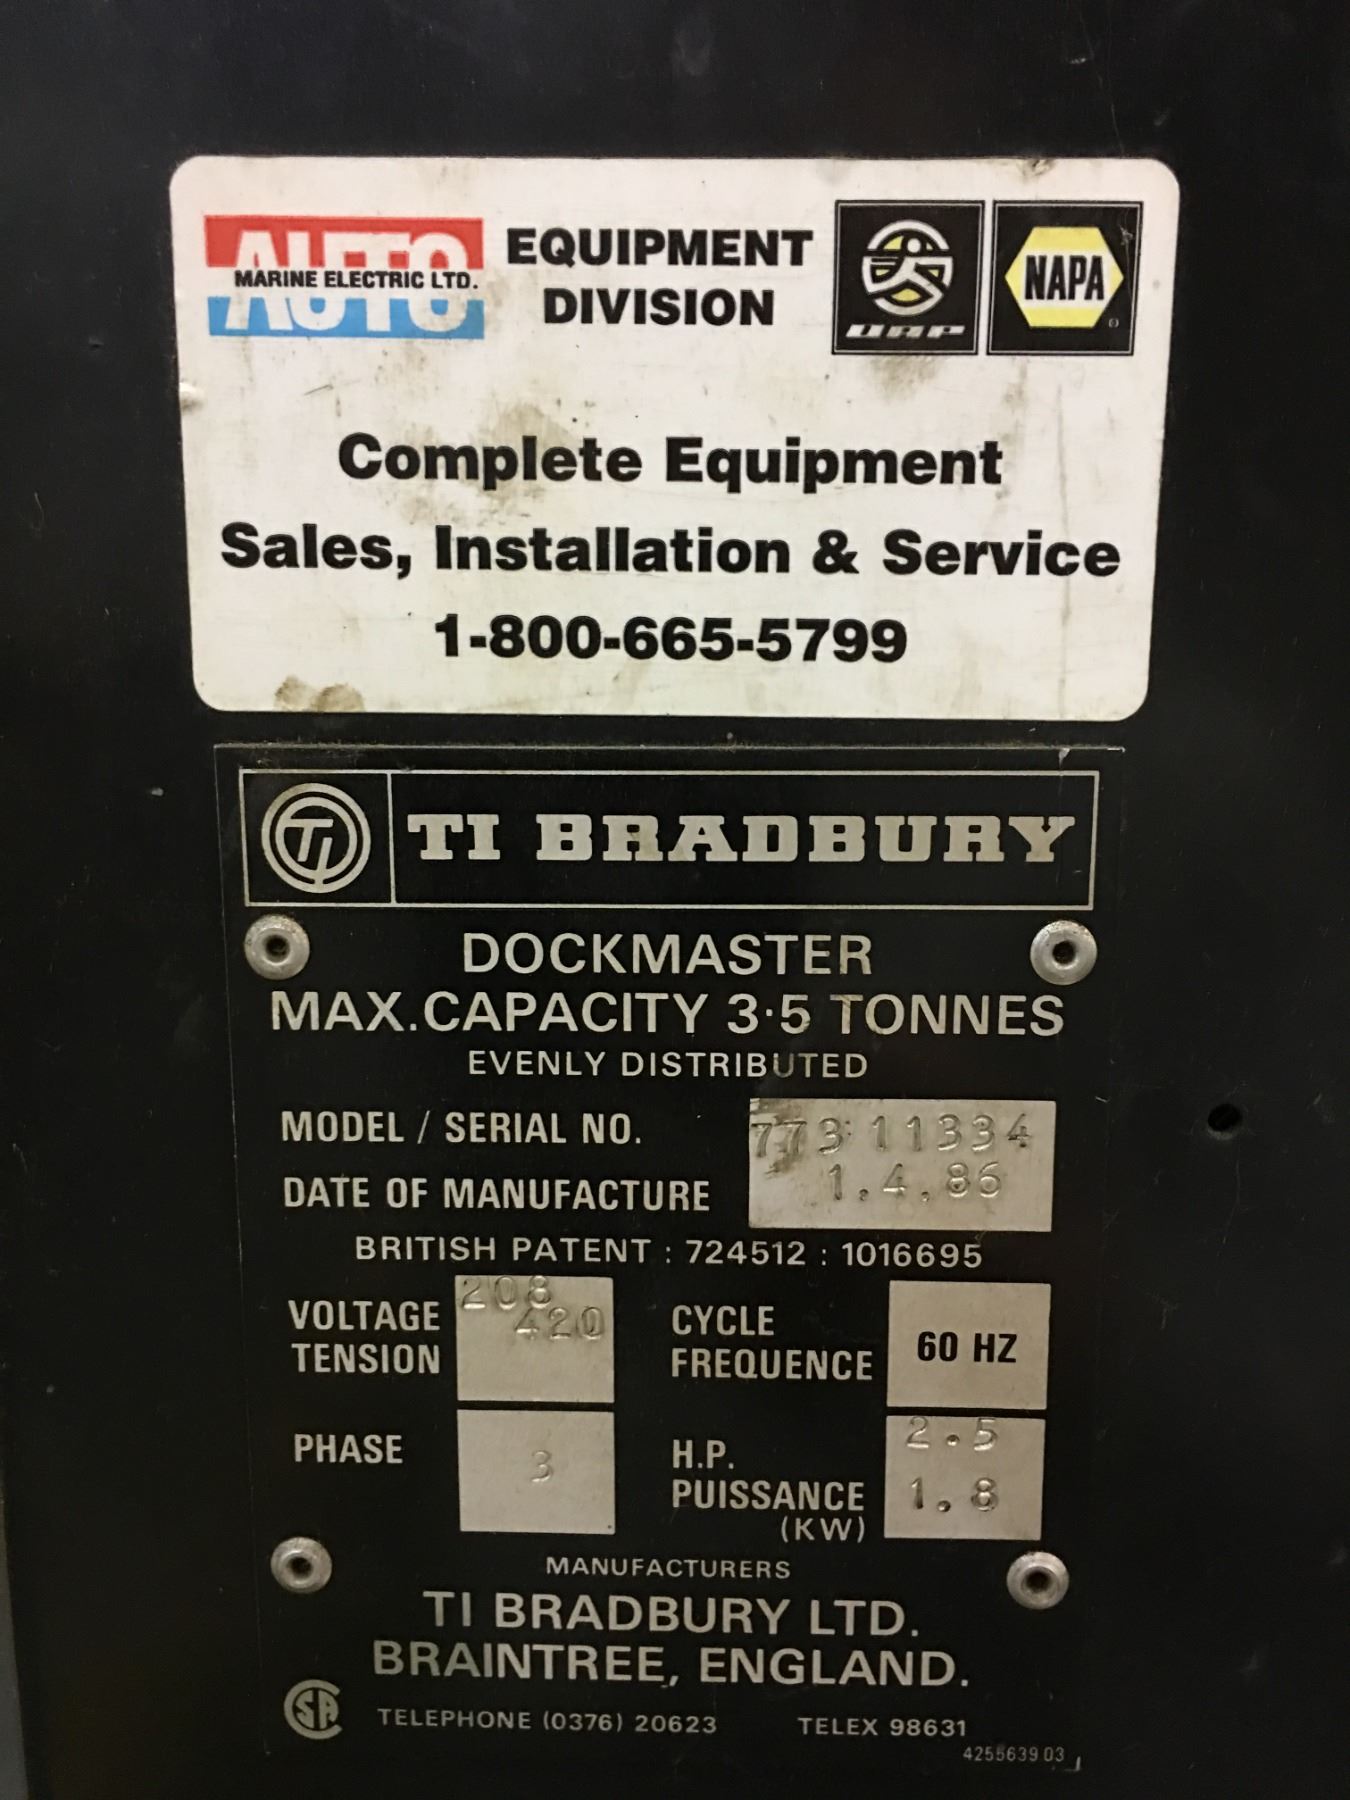 AUTO
MARINE ELECTRIC LTD.
EQUIPMENT
DIVISION
UAP
NAPA
Complete Equipment
Sales, Installation & Service
1-800-665-5799
TI TI BRADBURY
DOCKMASTER
MAX. CAPACITY 3·5 TONNES
EVENLY DISTRIBUTED
MODEL / SERIAL NO. 773 11334
DATE OF MANUFACTURE 1.4.86
BRITISH PATENT : 724512 : 1016695
VOLTAGE
TENSION
208
420
CYCLE
FREQUENCE
60 HZ
PHASE 3
H.P.
PUISSANCE
(KW)
2.5
1.8
MANUFACTURERS
TI BRADBURY LTD.
BRAINTREE, ENGLAND.
SA TELEPHONE (0376) 20623 TELEX 98631
4255639 03